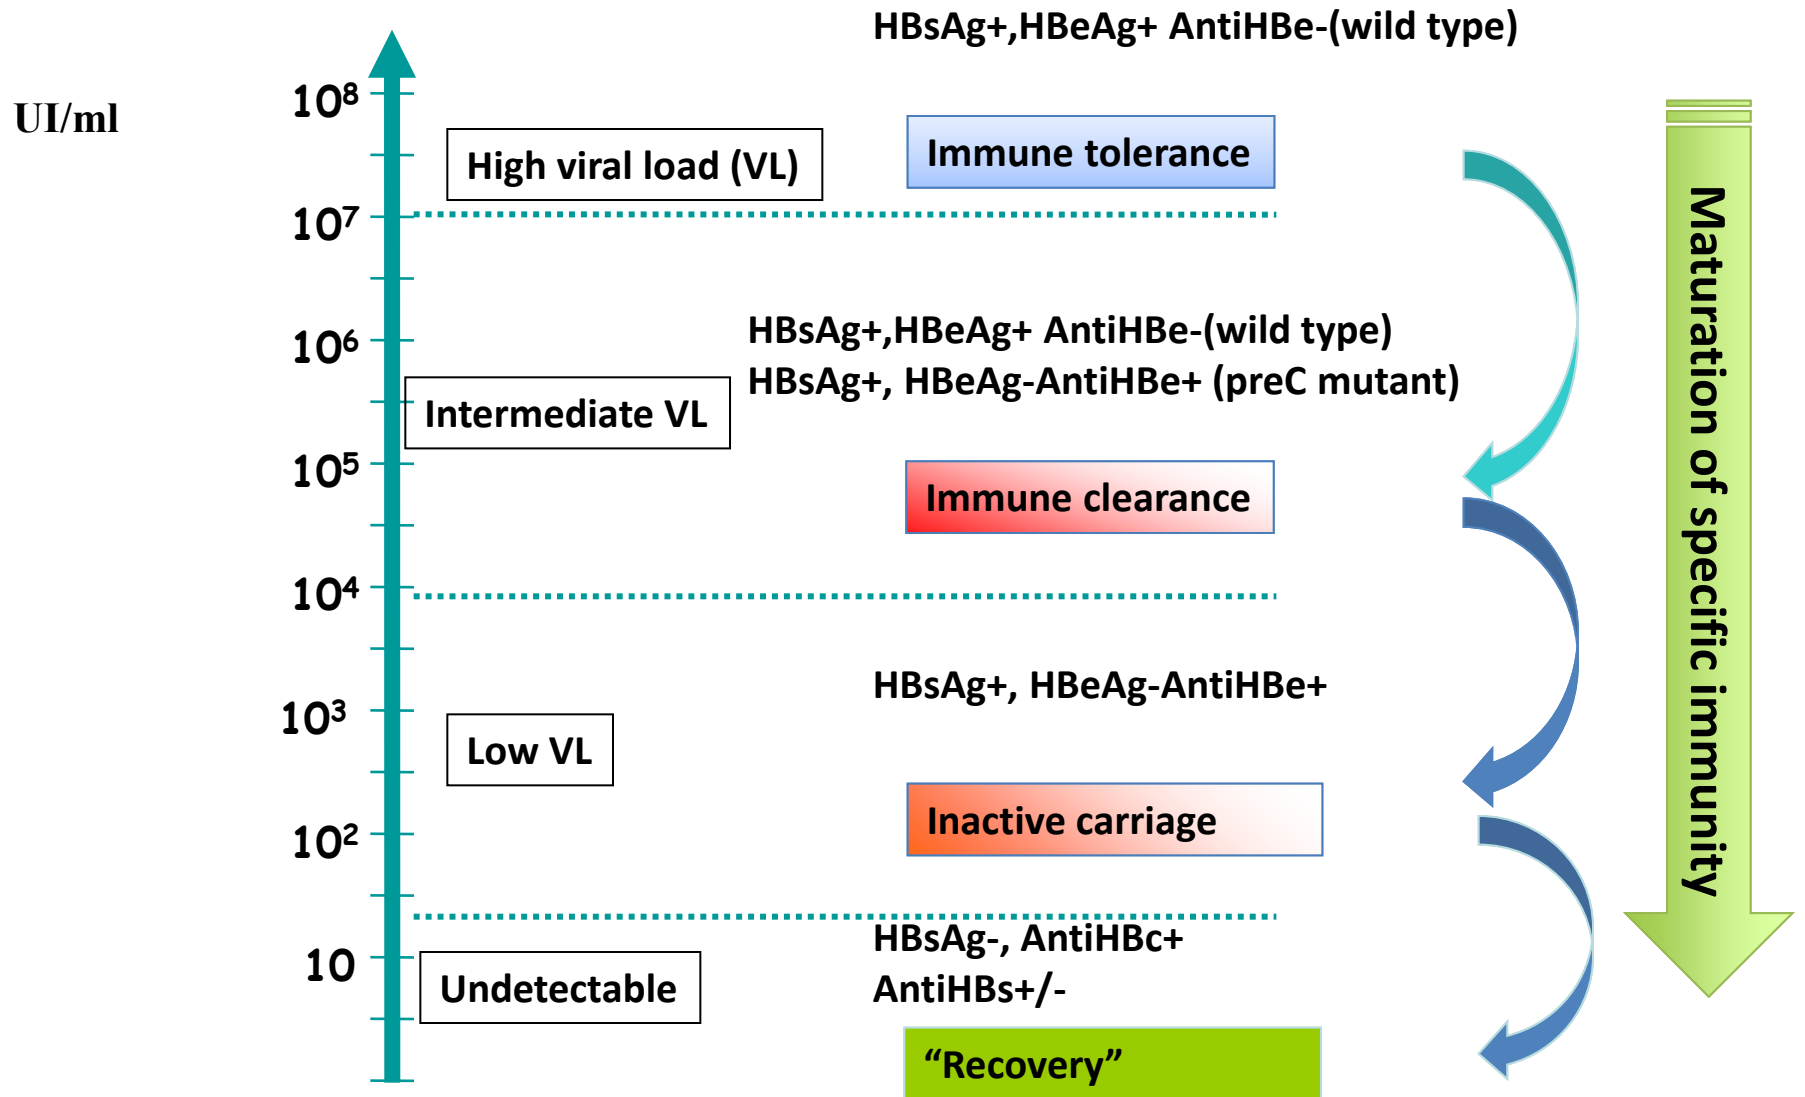 HBsAg+,HBeAg+ AntiHBe-(wild type)
UI/ml
10⁸
High viral load (VL)
Immune tolerance
10⁷
HBsAg+,HBeAg+ AntiHBe-(wild type)
10⁶
HBsAg+, HBeAg-AntiHBe+ (preC mutant)
Intermediate VL
10⁵
Immune clearance
10⁴
HBsAg+, HBeAg-AntiHBe+
10³
Low VL
Inactive carriage
10²
HBsAg-, AntiHBc+
10
Undetectable
AntiHBs+/-
“Recovery”
Maturation of specific immunity